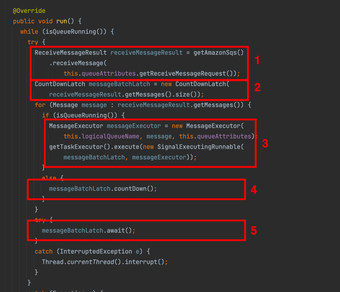 @Override
public void run() {
while (isQueueRunning()) {
try {
ReceiveMessageResult receiveMessageResult = getAmazonSqs()
.receiveMessage(
this.queueAttributes.getReceiveMessageRequest());
1
CountDownLatch messageBatchLatch = new CountDownLatch(
receiveMessageResult.getMessages().size());
2
for (Message message : receiveMessageResult.getMessages()) {
if (isQueueRunning()) {
MessageExecutor messageExecutor = new MessageExecutor(
this.logicalQueueName, message, this.queueAttributes)
getTaskExecutor().execute(new SignalExecutingRunnable(
messageBatchLatch, messageExecutor));
3
}
else {
messageBatchLatch.countDown();
4
}
}
try {
messageBatchLatch.await();
5
}
catch (InterruptedException e) {
Thread.currentThread().interrupt();
}